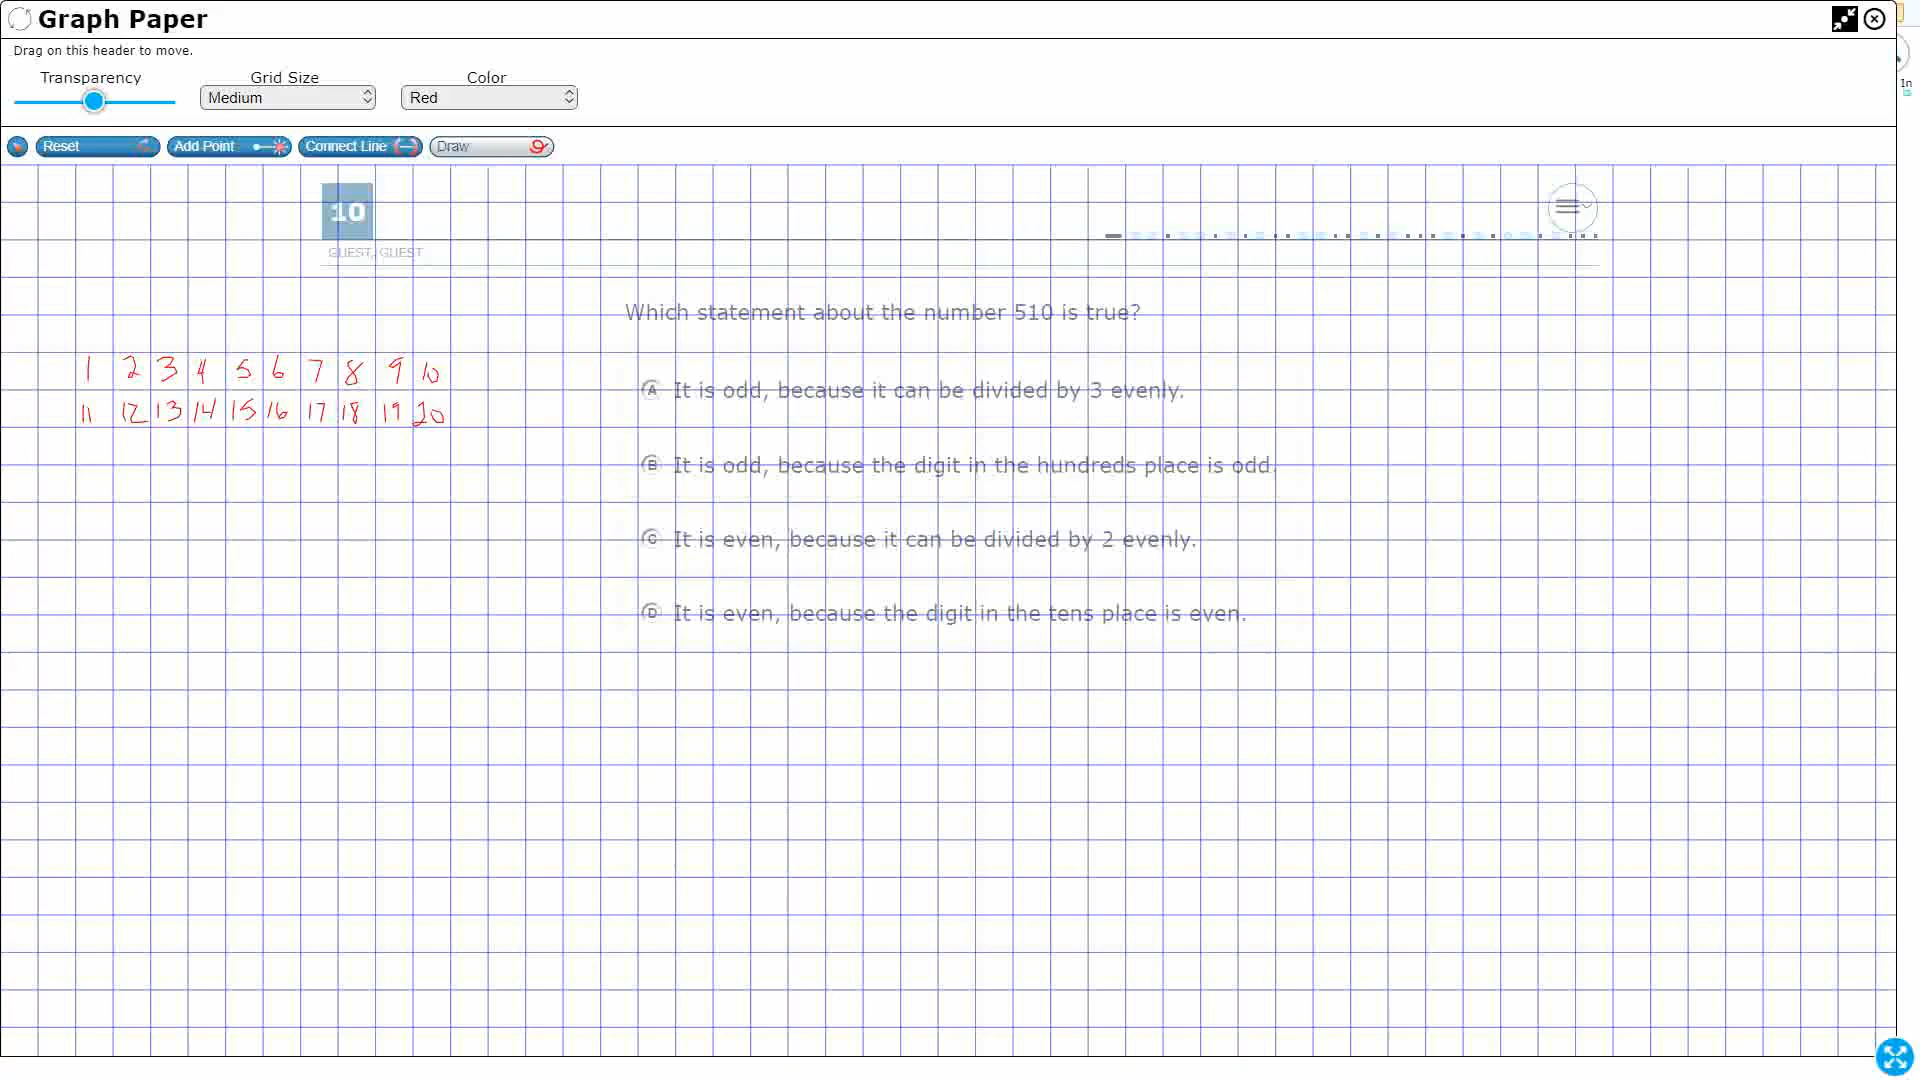 Graph Paper
Drag on this header to move.
Transparency Grid Size Color
Medium Red
Reset Add Point Connect Line Draw
10
GUEST, GUEST
Which statement about the number 510 is true?
1 2 3 4 5 6 7 8 9 10
A It is odd, because it can be divided by 3 evenly.
11 12 13 14 15 16 17 18 19 20
B It is odd, because the digit in the hundreds place is odd.
C It is even, because it can be divided by 2 evenly.
D It is even, because the digit in the tens place is even.